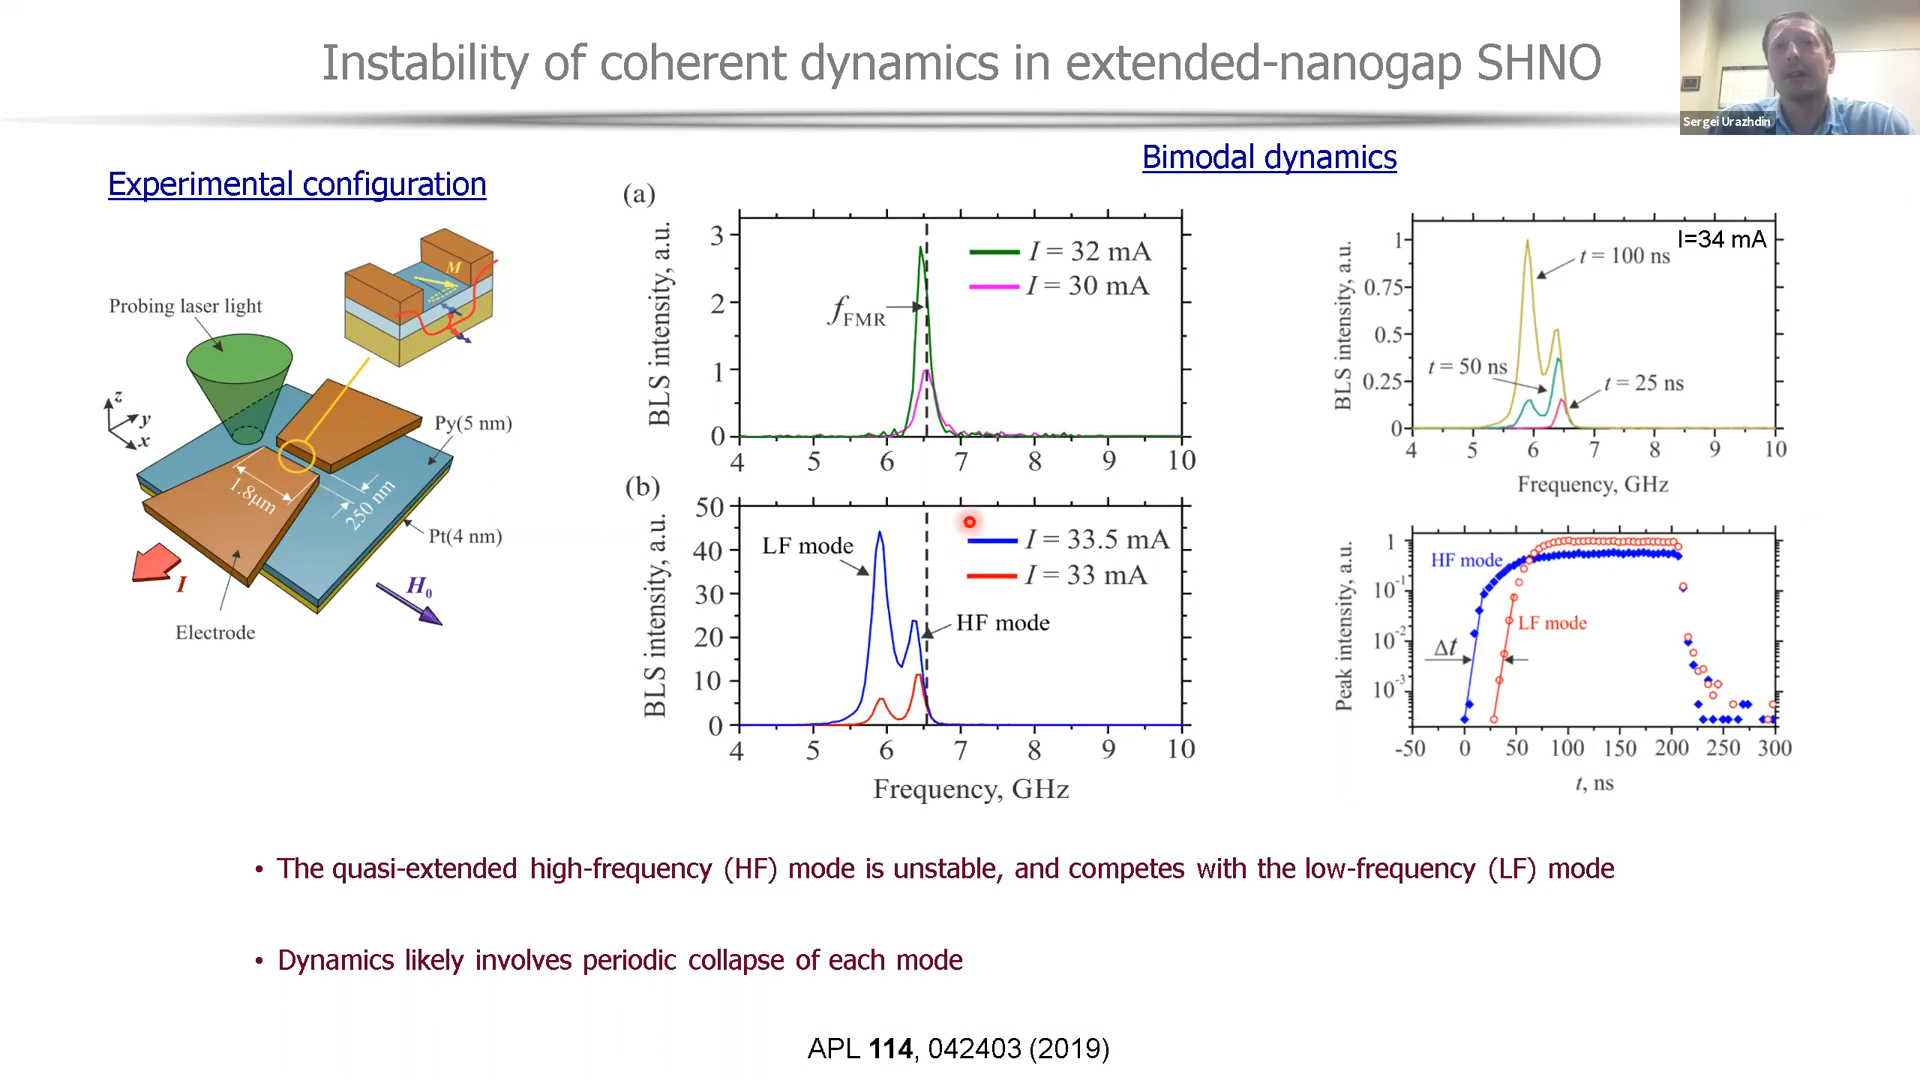 Instability of coherent dynamics in extended-nanogap SHNO
Sergei Urazhdin
Experimental configuration
Probing laser light
M
z
y
x
Py(5 nm)
1.8μm
250 nm
Pt(4 nm)
I
H₀
Electrode
Bimodal dynamics
(a)
BLS intensity, a.u.
3
2
1
0
I = 32 mA
I = 30 mA
fFMR
4 5 6 7 8 9 10
(b)
BLS intensity, a.u.
50
40
30
20
10
0
LF mode
I = 33.5 mA
I = 33 mA
HF mode
4 5 6 7 8 9 10
Frequency, GHz
BLS intensity, a.u.
1
0.75
0.5
0.25
0
I=34 mA
t = 100 ns
t = 50 ns
t = 25 ns
4 5 6 7 8 9 10
Frequency, GHz
Peak intensity, a.u.
1
10⁻¹
10⁻²
10⁻³
HF mode
LF mode
Δt
-50 0 50 100 150 200 250 300
t, ns
• The quasi-extended high-frequency (HF) mode is unstable, and competes with the low-frequency (LF) mode
• Dynamics likely involves periodic collapse of each mode
APL 114, 042403 (2019)